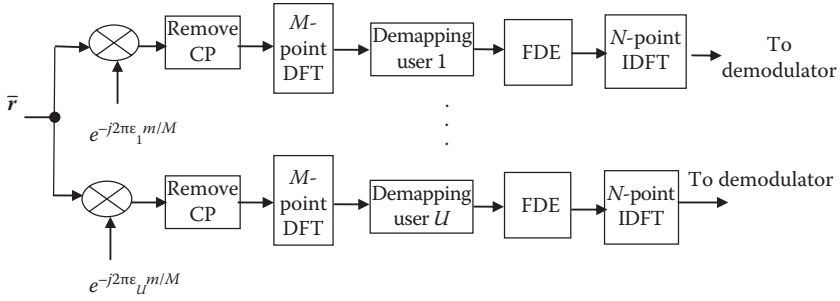 r̅
e^{-j2πε_1 m/M}
Remove
CP
M-
point
DFT
Demapping
user 1
FDE
N-point
IDFT
To
demodulator
.
.
.
e^{-j2πε_U m/M}
Remove
CP
M-
point
DFT
Demapping
user U
FDE
N-point
IDFT
To demodulator